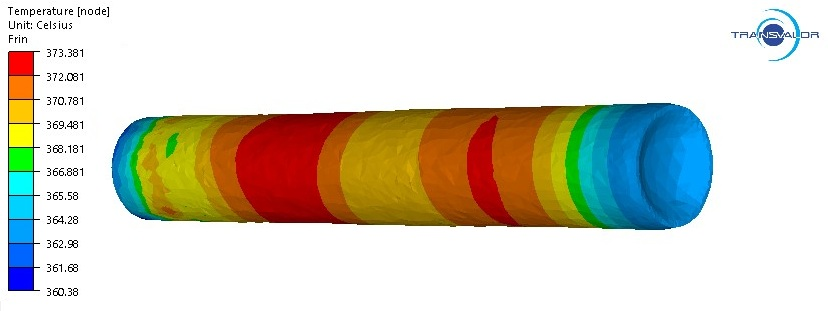 Temperature [node]
Unit: Celsius
Frin
373.381
372.081
370.781
369.481
368.181
366.881
365.58
364.28
362.98
361.68
360.38
TRANSVALOR